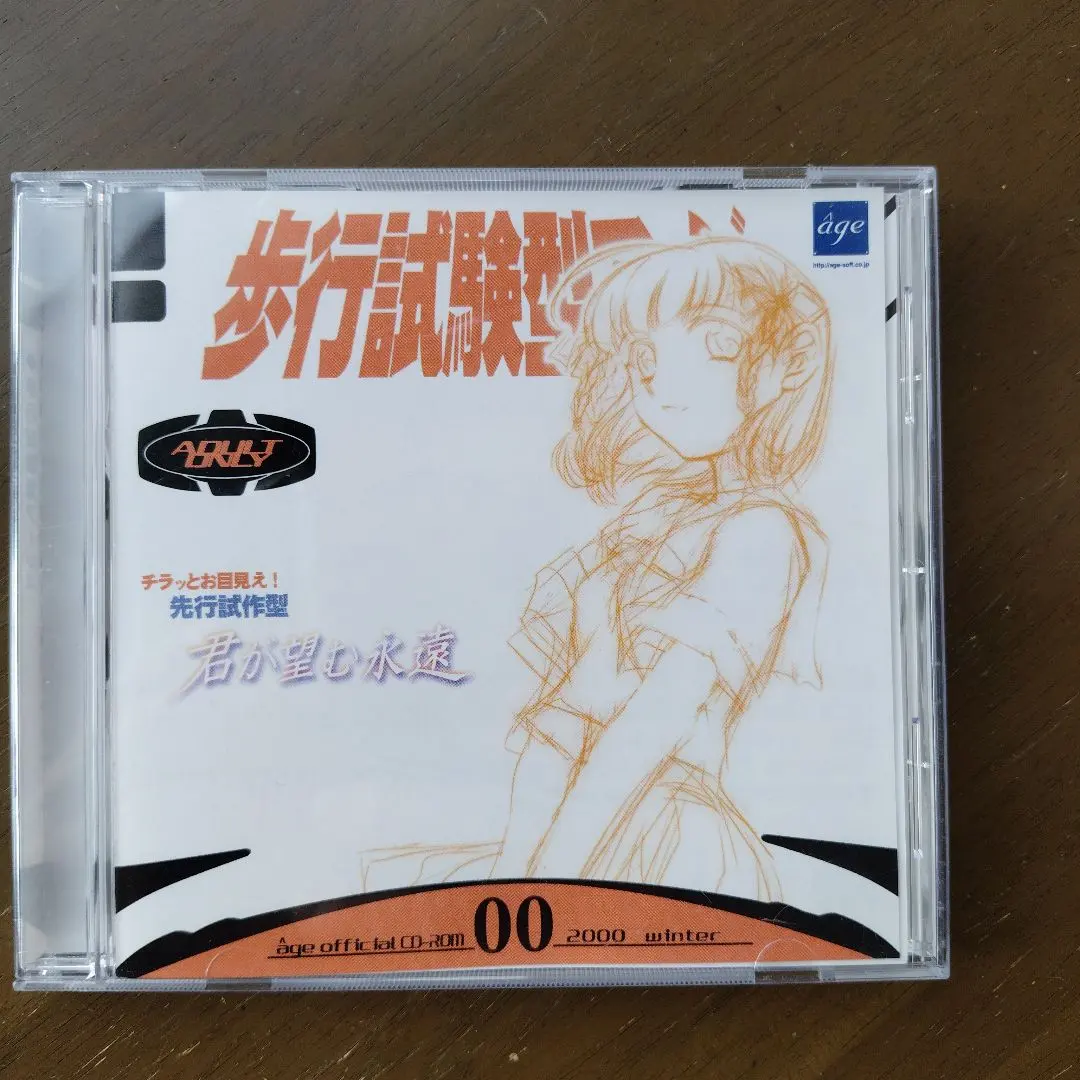 歩行試験型
âge
http://age-soft.co.jp
ADULT
ONLY
チラッとお目見え!
先行試作型
君が望む永遠
âge official CD-ROM 00 2000 winter